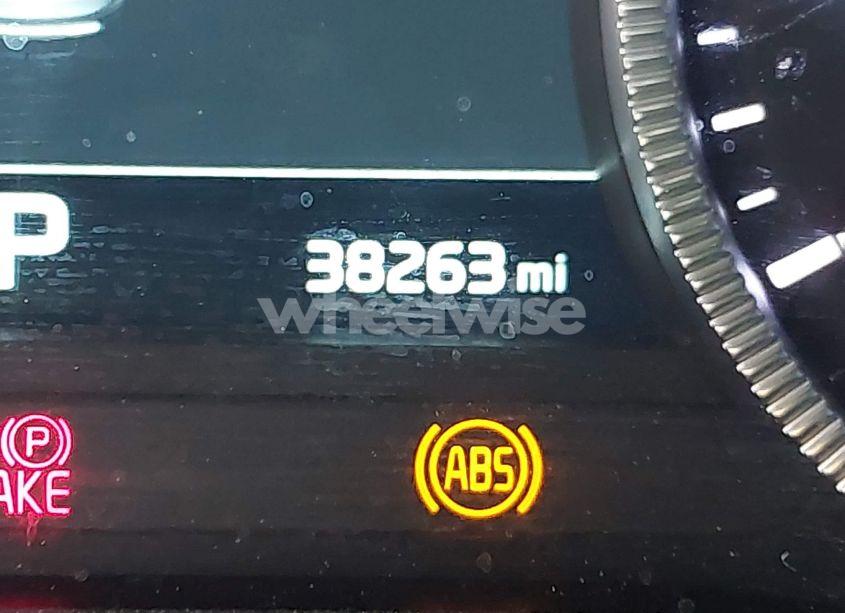 P
38263 mi
wheelwise
P
AKE
ABS